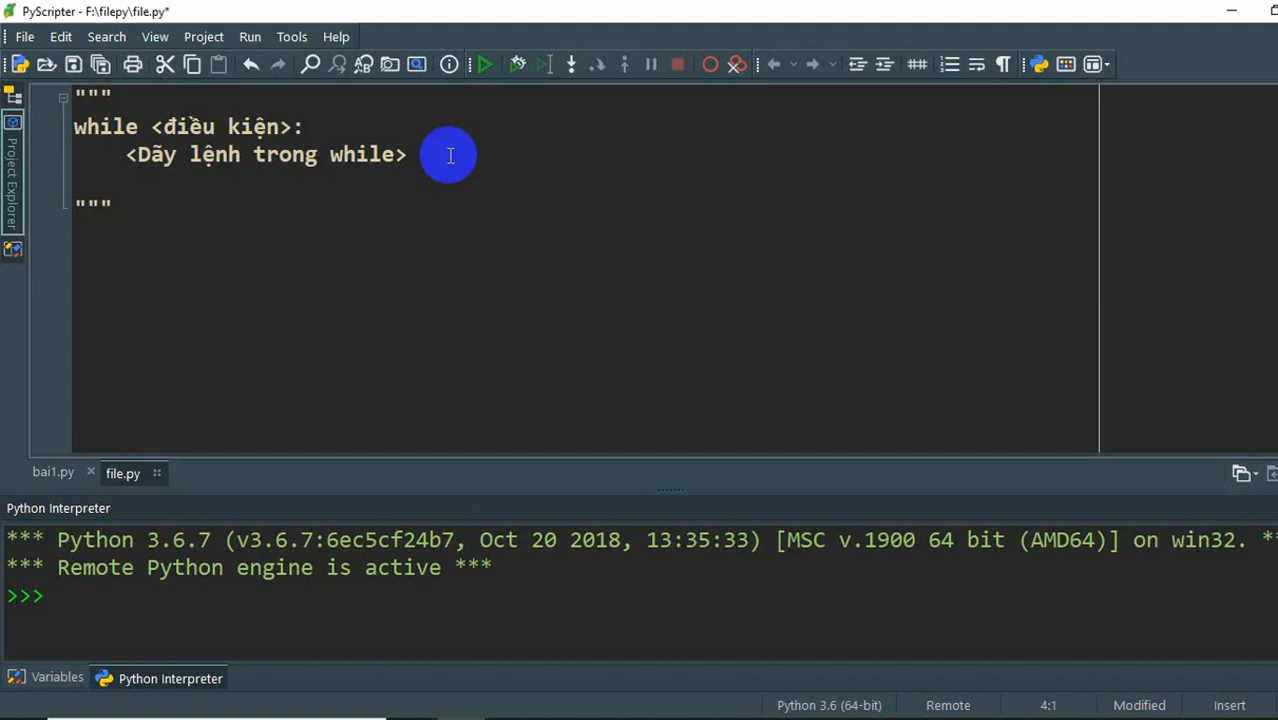 PyScripter - F:\filepy\file.py*
File Edit Search View Project Run Tools Help
Project Explorer
"""
while <điều kiện>:
    <Dãy lệnh trong while>
"""
bai1.py
file.py
Python Interpreter
*** Python 3.6.7 (v3.6.7:6ec5cf24b7, Oct 20 2018, 13:35:33) [MSC v.1900 64 bit (AMD64)] on win32. **
*** Remote Python engine is active ***
>>>
Variables
Python Interpreter
Python 3.6 (64-bit) Remote 4:1 Modified Insert